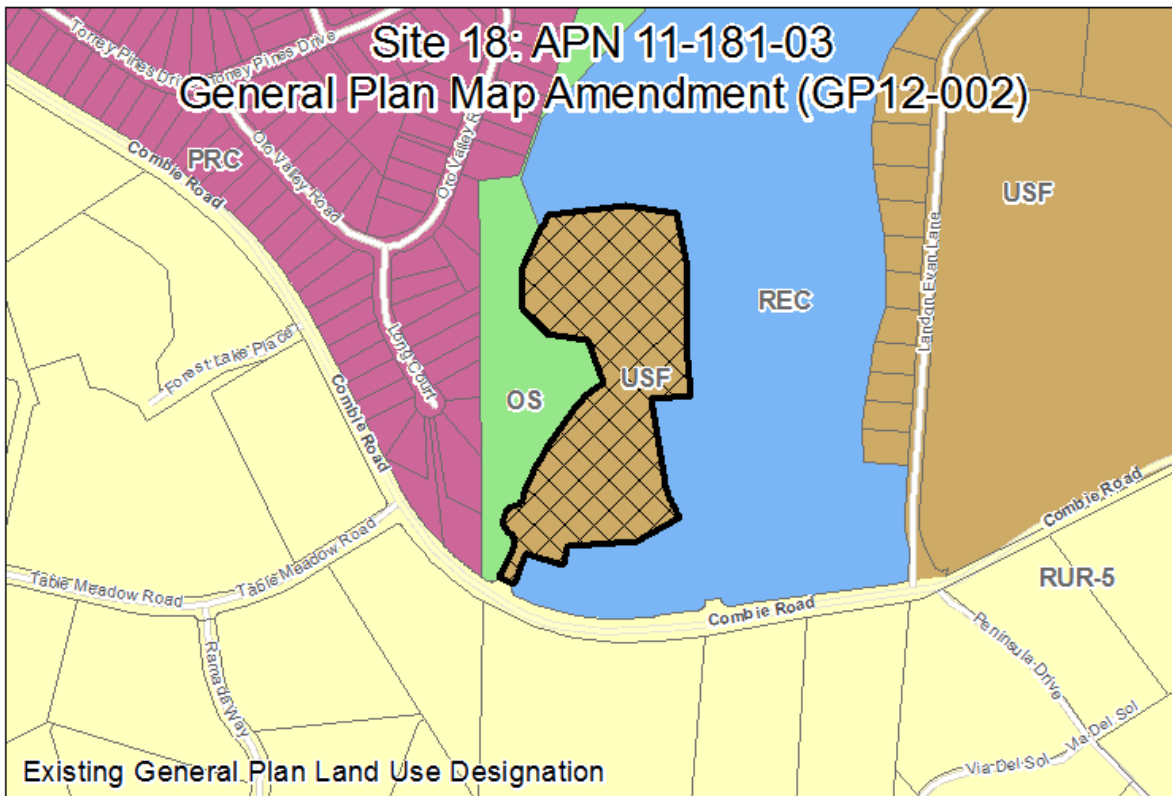 Site 18: APN 11-181-03
General Plan Map Amendment (GP12-002)
Torrey Pines Drive
Torrey Pines Drive
Oro Valley Road
Oro Valley
PRC
Combie Road
USF
Landon Evan Lane
REC
Long Court
Forest Lake Place
USF
OS
Combie Road
Combie Road
Table Meadow Road
Table Meadow Road
RUR-5
Combie Road
Peninsula Drive
Ramada Way
Via Del Sol
Via Del Sol
Existing General Plan Land Use Designation